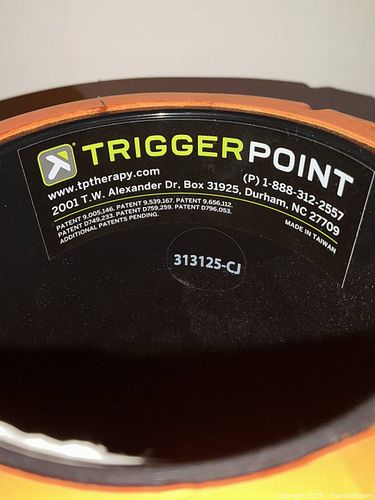 TRIGGERPOINT
www.tptherapy.com (P) 1-888-312-2557
2001 T.W. Alexander Dr, Box 31925, Durham, NC 27709
PATENT 9,005,146. PATENT 9,539,167. PATENT 9,656,112.
PATENT D749,233. PATENT D759,259. PATENT D796,053.
ADDITIONAL PATENTS PENDING.
MADE IN TAIWAN
313125-CJ